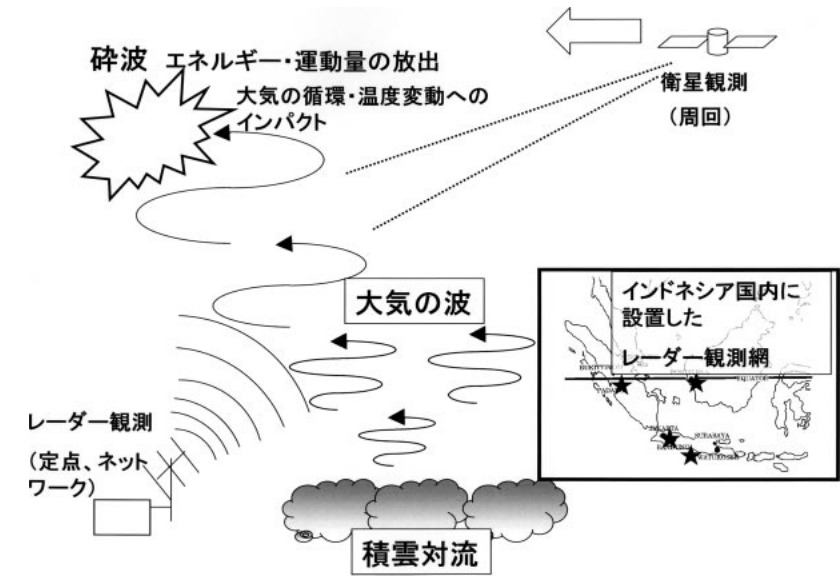 砕波 エネルギー・運動量の放出
大気の循環・温度変動への
インパクト
衛星観測
(周回)
大気の波
インドネシア国内に
設置した
レーダー観測網
EQUATOR
JAKARTA
SURABAYA
レーダー観測
(定点、ネット
ワーク)
積雲対流